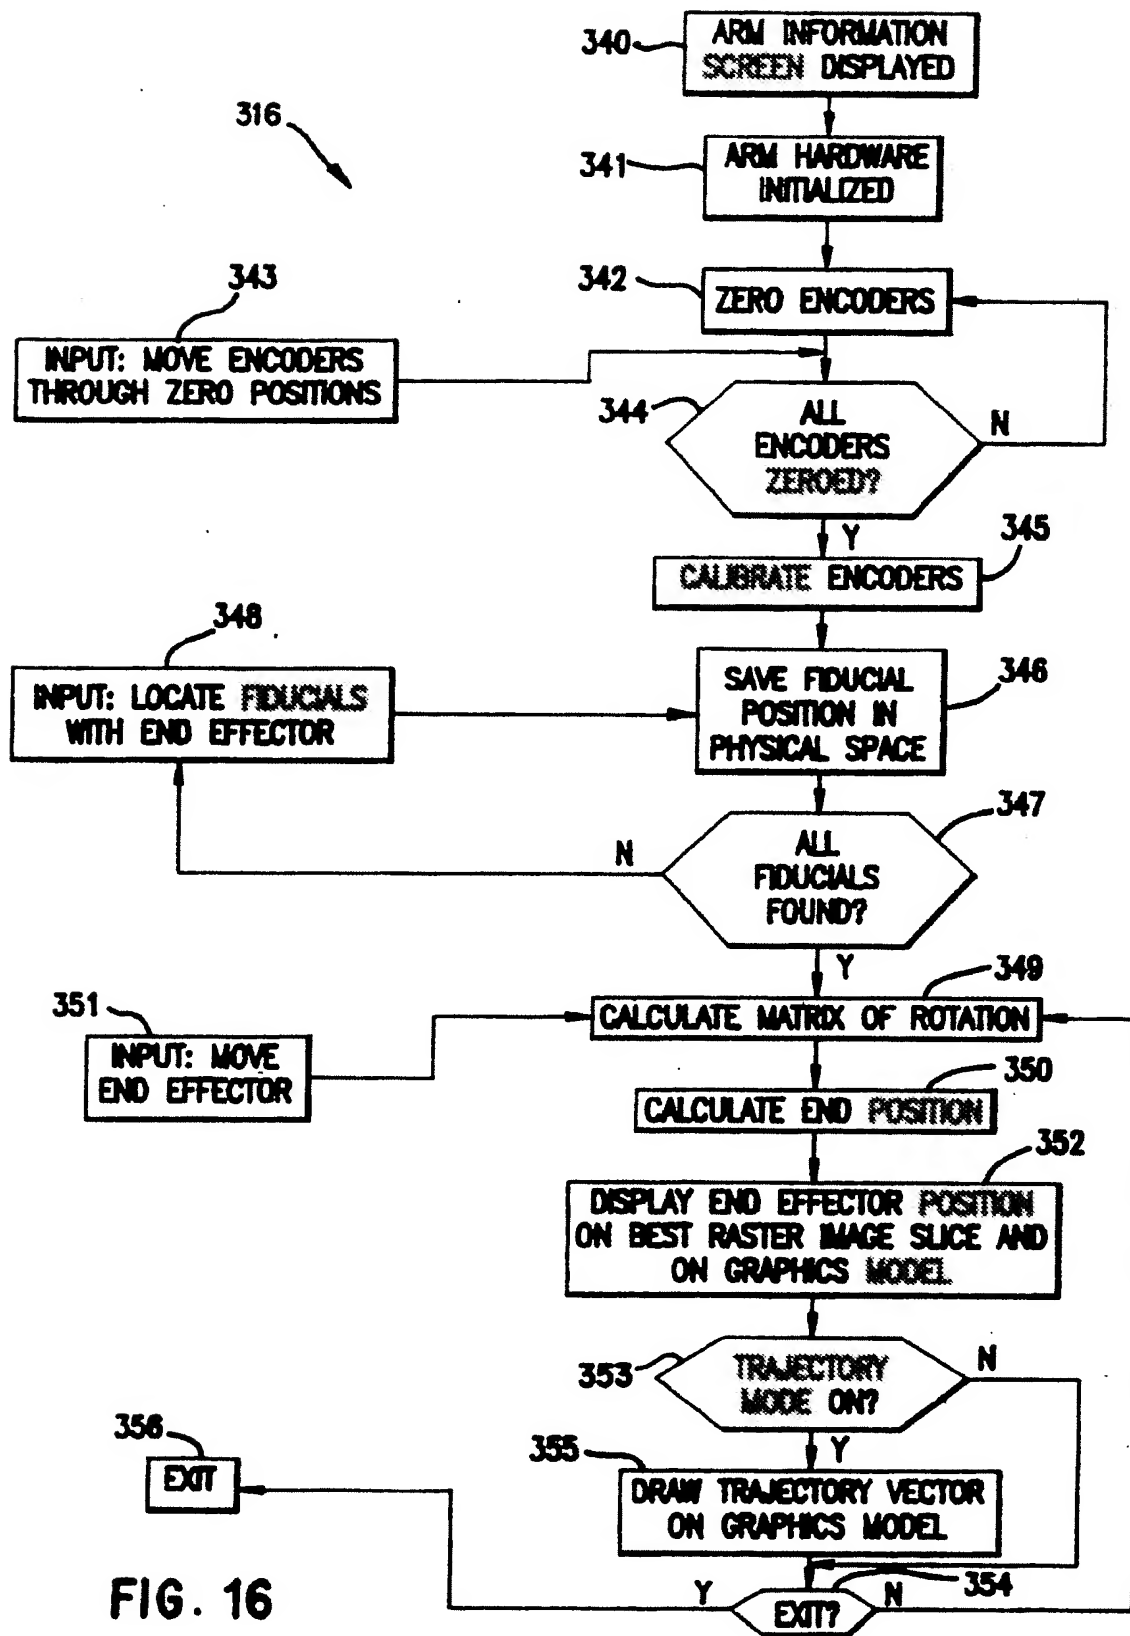 340
ARM INFORMATION
SCREEN DISPLAYED
316
341
ARM HARDWARE
INITIALIZED
343
342
ZERO ENCODERS
INPUT: MOVE ENCODERS
THROUGH ZERO POSITIONS
344
ALL
ENCODERS
ZEROED?
N
Y
345
CALIBRATE ENCODERS
348
INPUT: LOCATE FIDUCIALS
WITH END EFFECTOR
346
SAVE FIDUCIAL
POSITION IN
PHYSICAL SPACE
347
ALL
FIDUCIALS
FOUND?
N
Y
349
CALCULATE MATRIX OF ROTATION
351
INPUT: MOVE
END EFFECTOR
350
CALCULATE END POSITION
352
DISPLAY END EFFECTOR POSITION
ON BEST RASTER IMAGE SLICE AND
ON GRAPHICS MODEL
353
TRAJECTORY
MODE ON?
N
Y
356
EXIT
355
DRAW TRAJECTORY VECTOR
ON GRAPHICS MODEL
354
EXIT?
Y
N
FIG. 16